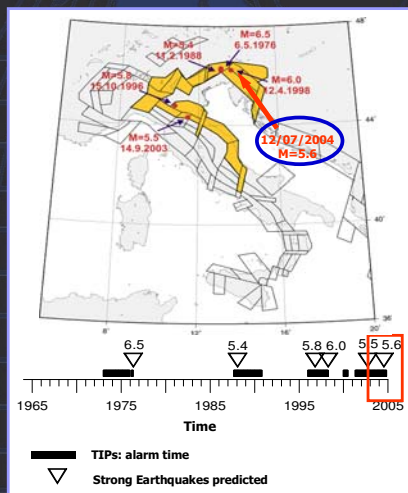 48˚
M=6.5
M=5.4 6.5.1976
11.2.1988
M=5.8 M=6.0
15.10.1996 12.4.1998
44˚
M=5.5 12/07/2004
14.9.2003 M=5.6
40˚
8˚ 12˚ 16˚ 20˚ 36˚
6.5 5.4 5.8 6.0 5.5 5.6
1965 1975 1985 1995 2005
Time
TIPs: alarm time
Strong Earthquakes predicted